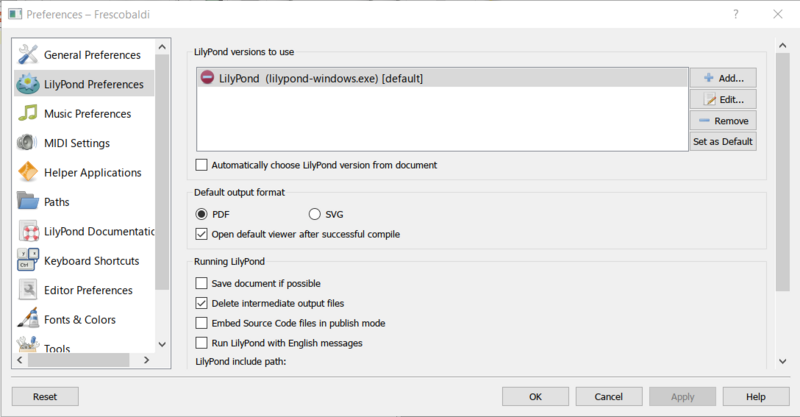 Preferences – Frescobaldi
General Preferences
LilyPond Preferences
Music Preferences
MIDI Settings
Helper Applications
Paths
LilyPond Documentatic
Keyboard Shortcuts
Editor Preferences
Fonts & Colors
Tools
LilyPond versions to use
LilyPond (lilypond-windows.exe) [default]
Add...
Edit...
Remove
Set as Default
Automatically choose LilyPond version from document
Default output format
PDF SVG
Open default viewer after successful compile
Running LilyPond
Save document if possible
Delete intermediate output files
Embed Source Code files in publish mode
Run LilyPond with English messages
LilyPond include path:
Reset OK Cancel Apply Help